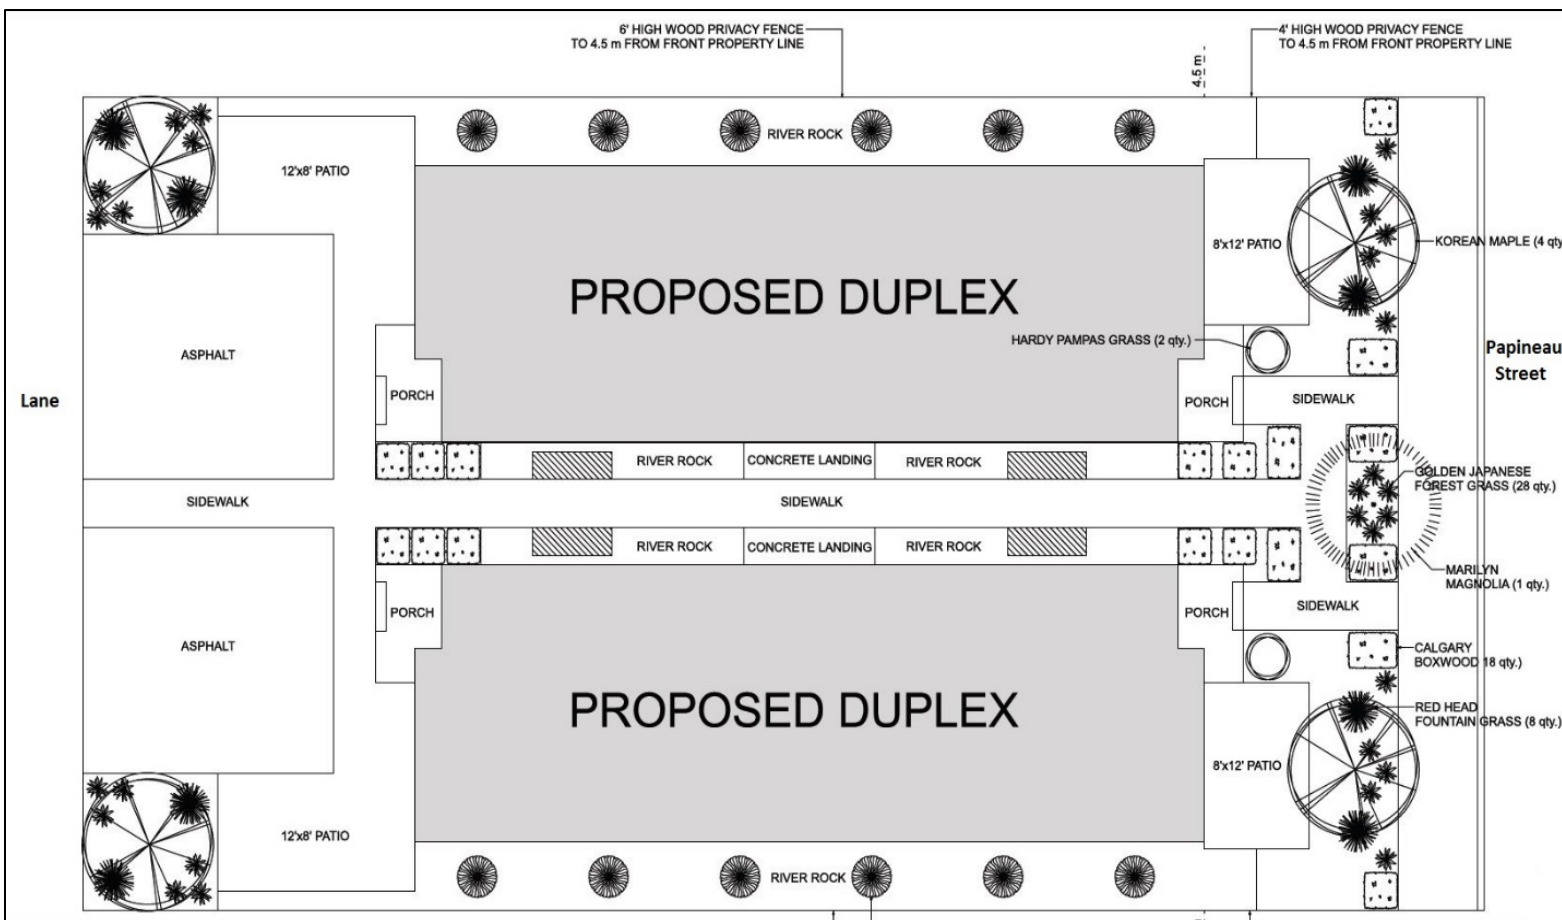 6' HIGH WOOD PRIVACY FENCE
TO 4.5 m FROM FRONT PROPERTY LINE
4' HIGH WOOD PRIVACY FENCE
TO 4.5 m FROM FRONT PROPERTY LINE
4.5 m
RIVER ROCK
12'x8' PATIO
8'x12' PATIO
KOREAN MAPLE (4 qty
PROPOSED DUPLEX
HARDY PAMPAS GRASS (2 qty.)
Papineau
Street
ASPHALT
Lane
PORCH
PORCH
SIDEWALK
RIVER ROCK
CONCRETE LANDING
RIVER ROCK
GOLDEN JAPANESE
FOREST GRASS (28 qty.)
SIDEWALK
SIDEWALK
RIVER ROCK
CONCRETE LANDING
RIVER ROCK
MARILYN
MAGNOLIA (1 qty.)
PORCH
PORCH
SIDEWALK
ASPHALT
CALGARY
BOXWOOD 18 qty.)
PROPOSED DUPLEX
RED HEAD
FOUNTAIN GRASS (8 qty.)
8'x12' PATIO
12'x8' PATIO
RIVER ROCK